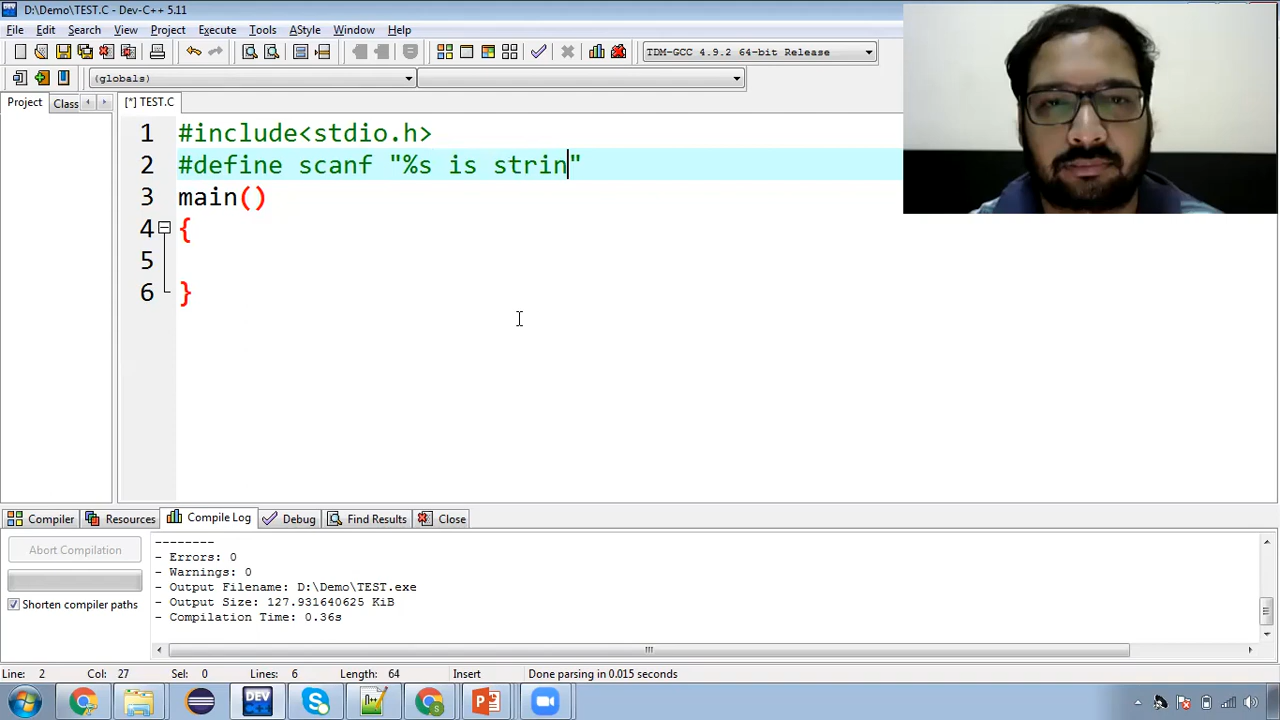 D:\Demo\TEST.C - Dev-C++ 5.11
File Edit Search View Project Execute Tools AStyle Window Help
TDM-GCC 4.9.2 64-bit Release
(globals)
Project Class [*] TEST.C
1 #include<stdio.h>
2 #define scanf "%s is strin"
3 main()
4 {
5
6 }
Compiler Resources Compile Log Debug Find Results Close
Abort Compilation
Shorten compiler paths
--------
- Errors: 0
- Warnings: 0
- Output Filename: D:\Demo\TEST.exe
- Output Size: 127.931640625 KiB
- Compilation Time: 0.36s
Line: 2 Col: 27 Sel: 0 Lines: 6 Length: 64 Insert Done parsing in 0.015 seconds
DEV C++